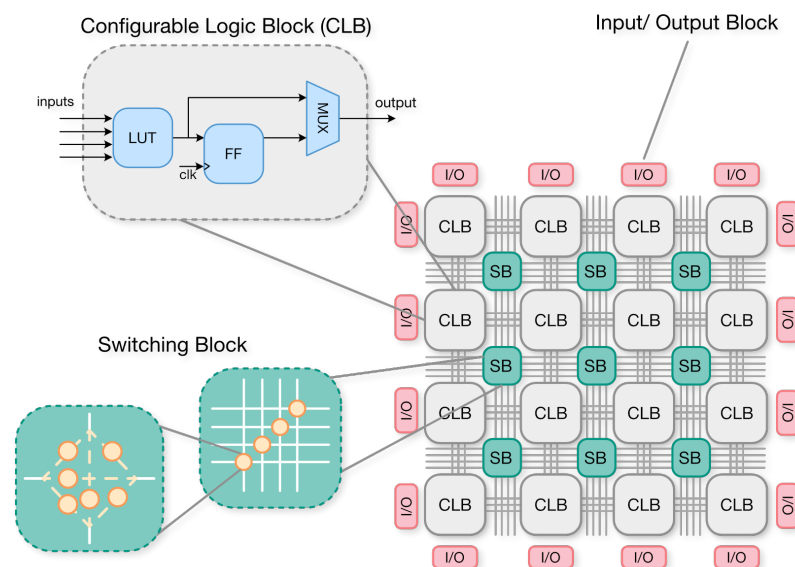 Configurable Logic Block (CLB)
Input/ Output Block
inputs
output
LUT
FF
MUX
clk
I/O I/O I/O I/O
I/O CLB CLB CLB CLB I/O
SB SB SB
I/O CLB CLB CLB CLB I/O
Switching Block
SB SB SB
I/O CLB CLB CLB CLB I/O
SB SB SB
I/O CLB CLB CLB CLB I/O
I/O I/O I/O I/O